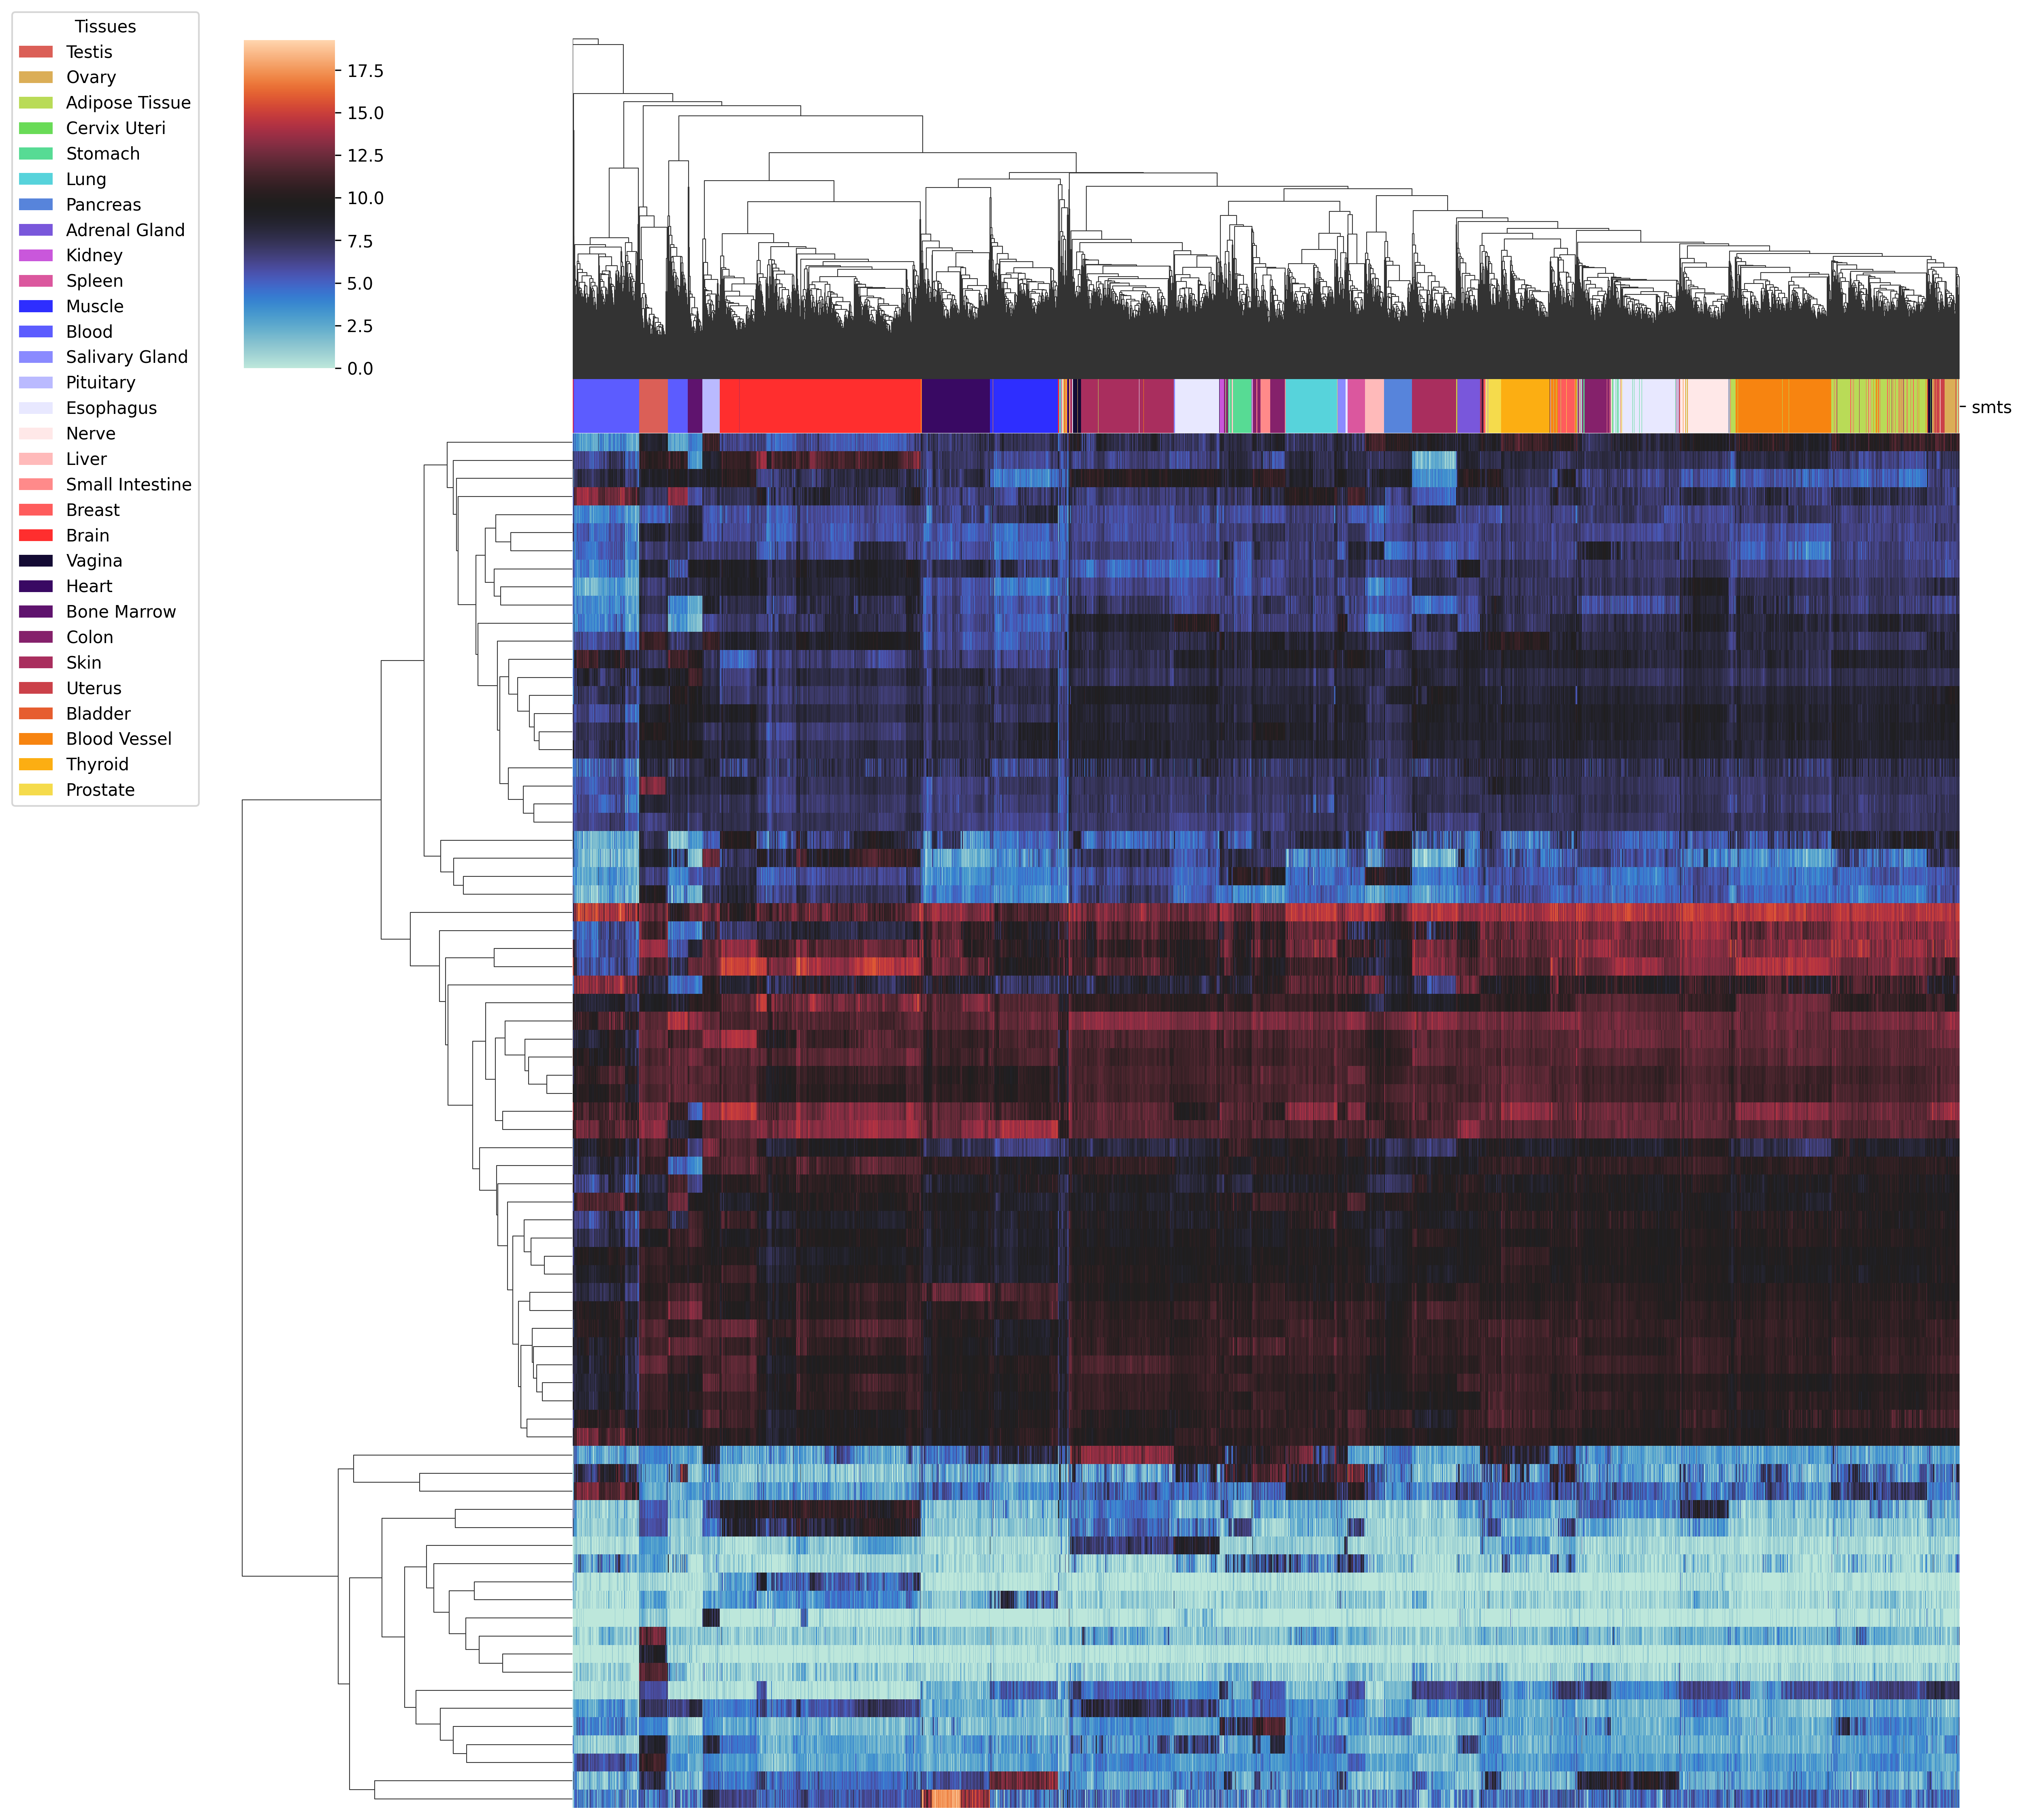 Tissues
Testis
Ovary
Adipose Tissue
Cervix Uteri
Stomach
Lung
Pancreas
Adrenal Gland
Kidney
Spleen
Muscle
Blood
Salivary Gland
Pituitary
Esophagus
Nerve
Liver
Small Intestine
Breast
Brain
Vagina
Heart
Bone Marrow
Colon
Skin
Uterus
Bladder
Blood Vessel
Thyroid
Prostate
17.5
15.0
12.5
10.0
7.5
5.0
2.5
0.0
smts